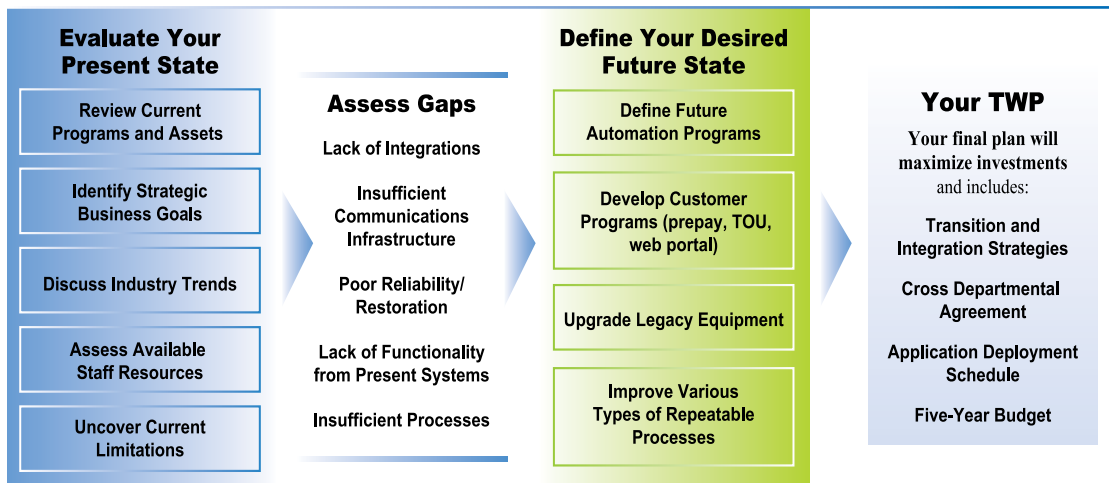 Evaluate Your
Present State
Review Current
Programs and Assets
Identify Strategic
Business Goals
Discuss Industry Trends
Assess Available
Staff Resources
Uncover Current
Limitations
Assess Gaps
Lack of Integrations
Insufficient
Communications
Infrastructure
Poor Reliability/
Restoration
Lack of Functionality
from Present Systems
Insufficient Processes
Define Your Desired
Future State
Define Future
Automation Programs
Develop Customer
Programs (prepay, TOU,
web portal)
Upgrade Legacy Equipment
Improve Various
Types of Repeatable
Processes
Your TWP
Your final plan will
maximize investments
and includes:
Transition and
Integration Strategies
Cross Departmental
Agreement
Application Deployment
Schedule
Five-Year Budget